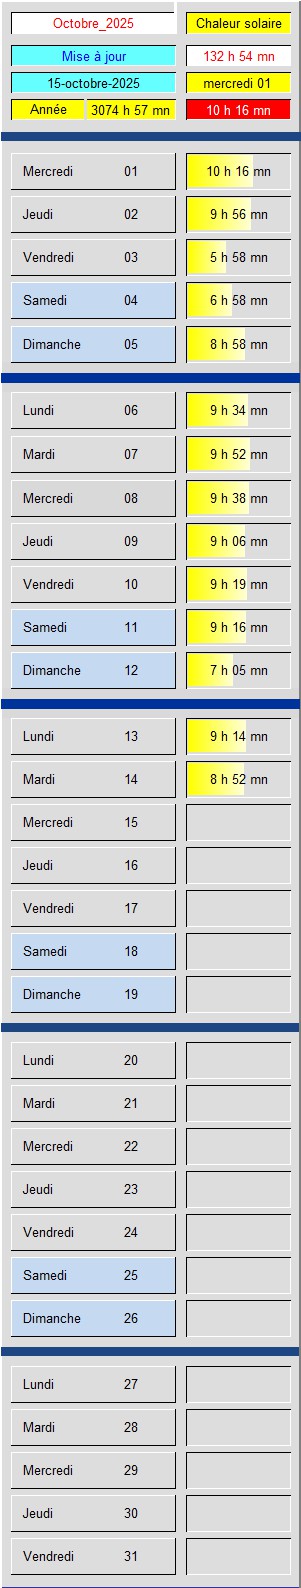 Octobre_2025 Chaleur solaire
Mise à jour 132 h 54 mn
15-octobre-2025 mercredi 01
Année 3074 h 57 mn 10 h 16 mn
Mercredi 01 10 h 16 mn
Jeudi 02 9 h 56 mn
Vendredi 03 5 h 58 mn
Samedi 04 6 h 58 mn
Dimanche 05 8 h 58 mn
Lundi 06 9 h 34 mn
Mardi 07 9 h 52 mn
Mercredi 08 9 h 38 mn
Jeudi 09 9 h 06 mn
Vendredi 10 9 h 19 mn
Samedi 11 9 h 16 mn
Dimanche 12 7 h 05 mn
Lundi 13 9 h 14 mn
Mardi 14 8 h 52 mn
Mercredi 15
Jeudi 16
Vendredi 17
Samedi 18
Dimanche 19
Lundi 20
Mardi 21
Mercredi 22
Jeudi 23
Vendredi 24
Samedi 25
Dimanche 26
Lundi 27
Mardi 28
Mercredi 29
Jeudi 30
Vendredi 31